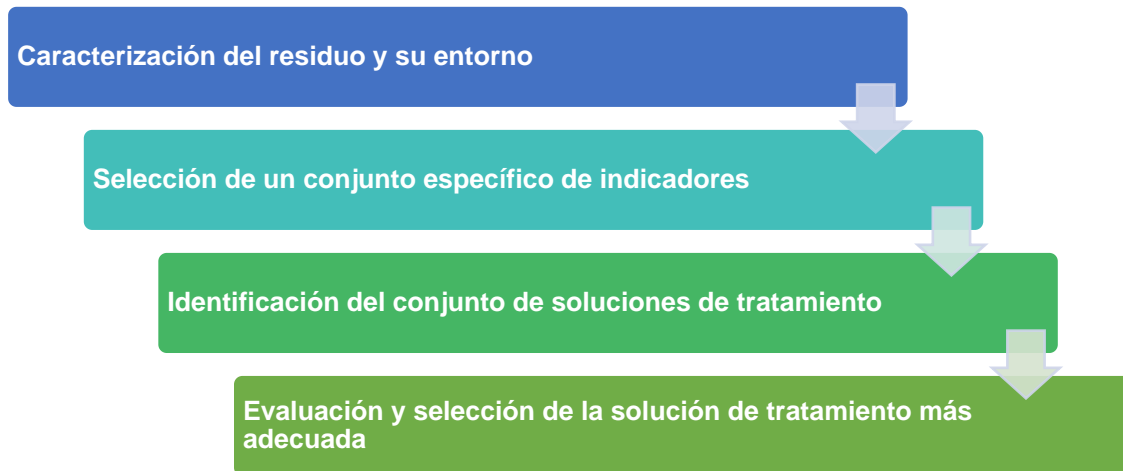 Caracterización del residuo y su entorno
Selección de un conjunto específico de indicadores
Identificación del conjunto de soluciones de tratamiento
Evaluación y selección de la solución de tratamiento más
adecuada